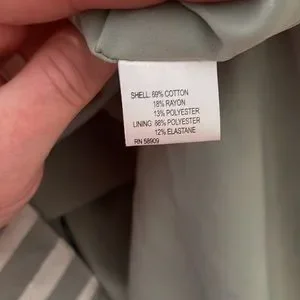 SHELL: 69% COTTON
18% RAYON
13% POLYESTER
LINING: 88% POLYESTER
12% ELASTANE
RN 58909